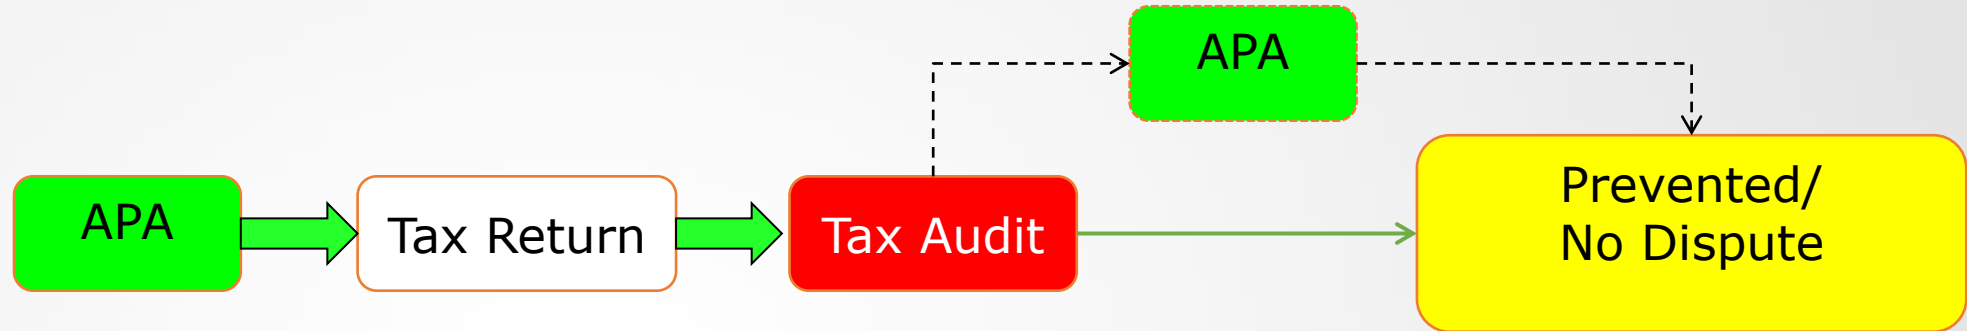 APA
APA
Tax Return
Tax Audit
Prevented/
No Dispute